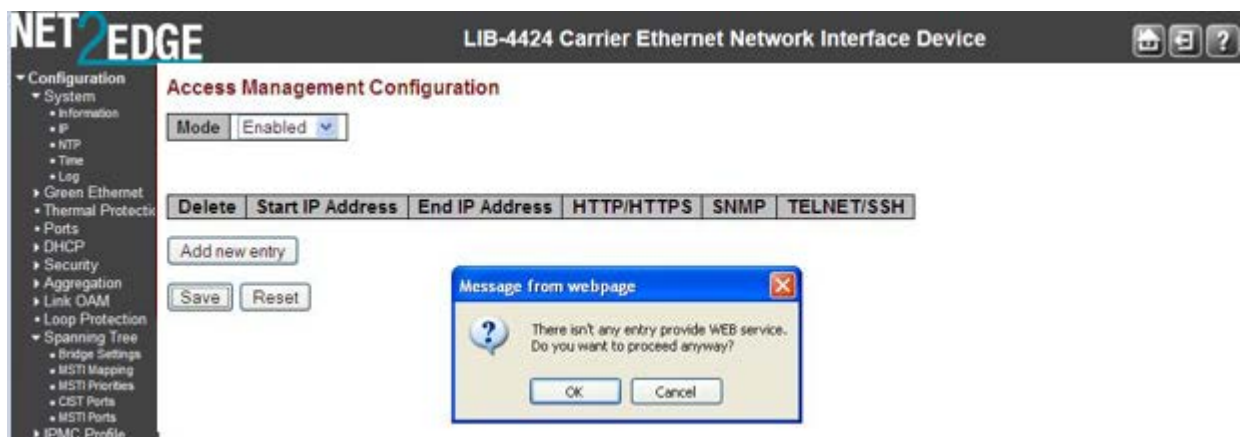 NET2EDGE
LIB-4424 Carrier Ethernet Network Interface Device
?
Configuration
System
Information
IP
NTP
Time
Log
Green Ethernet
Thermal Protectio
Ports
DHCP
Security
Aggregation
Link OAM
Loop Protection
Spanning Tree
Bridge Settings
MSTI Mapping
MSTI Priorities
CIST Ports
MSTI Ports
IPMC Profile
Access Management Configuration
Mode Enabled
Delete Start IP Address End IP Address HTTP/HTTPS SNMP TELNET/SSH
Add new entry
Save Reset
Message from webpage
There isn't any entry provide WEB service.
Do you want to proceed anyway?
OK Cancel